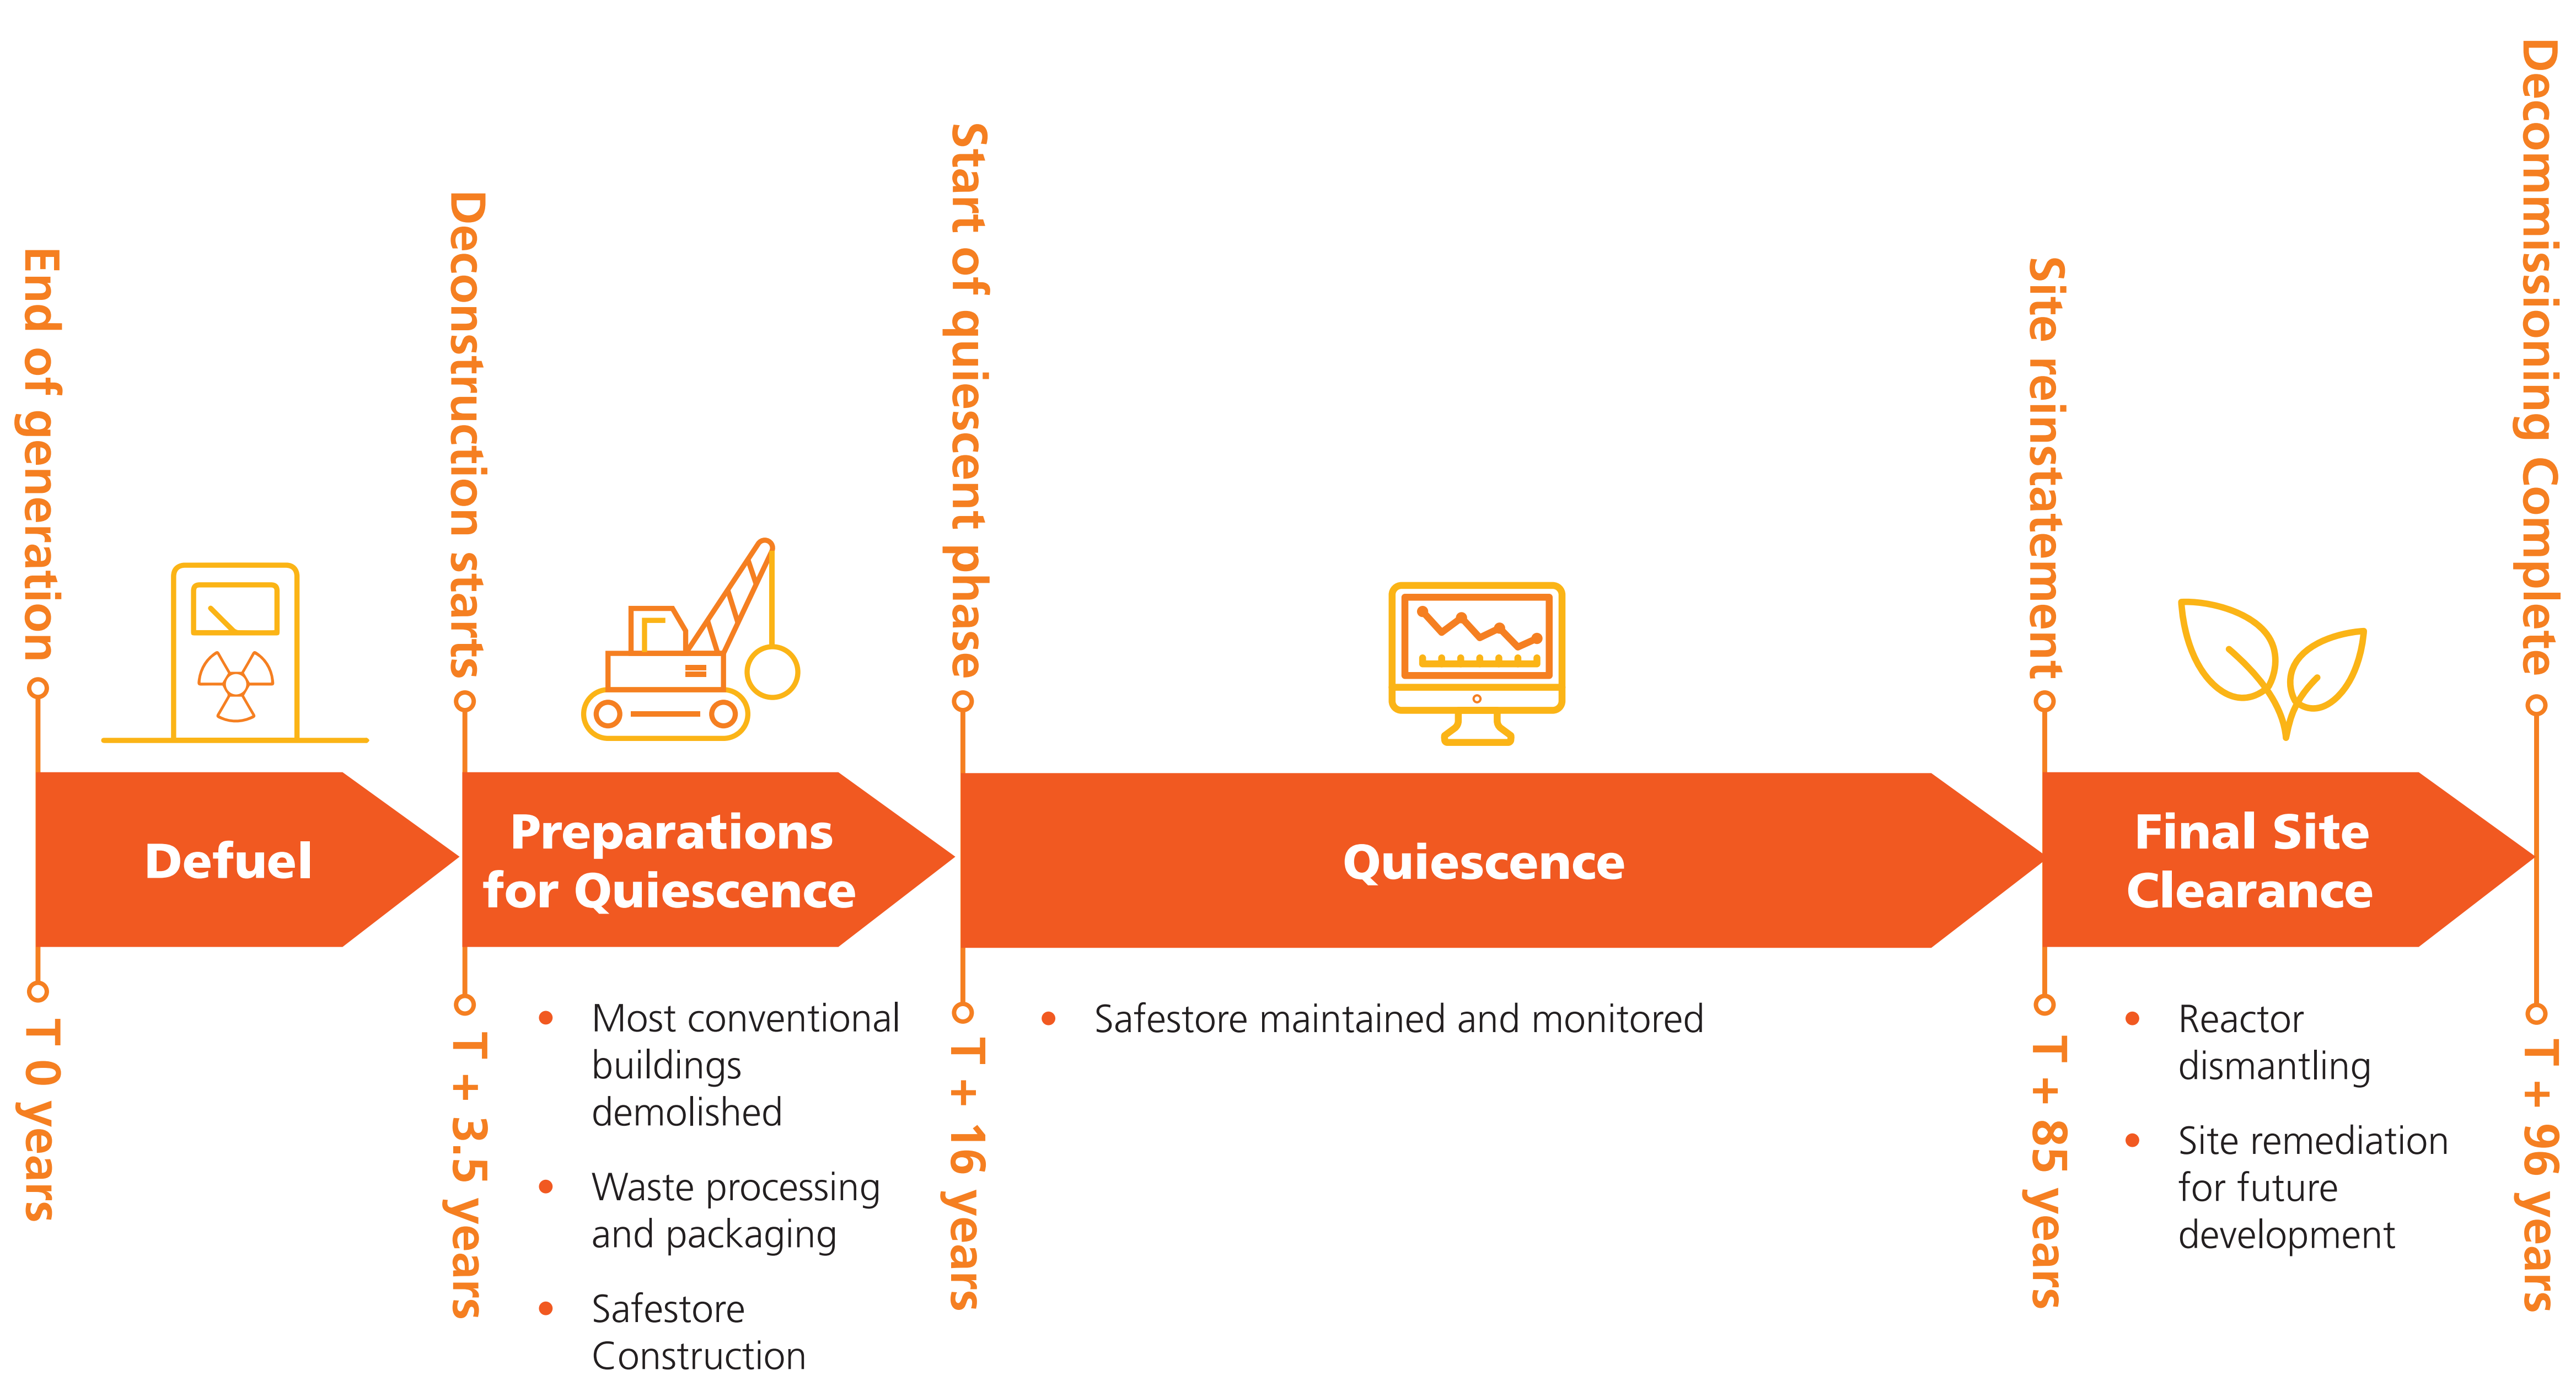 End of generation
Deconstruction starts
Start of quiescent phase
Site reinstatement
Decommissioning Complete
Defuel
Preparations
for Quiescence
Quiescence
Final Site
Clearance
T 0 years
T + 3.5 years
• Most conventional
buildings
demolished
• Waste processing
and packaging
• Safestore
Construction
T + 16 years
• Safestore maintained and monitored
T + 85 years
• Reactor
dismantling
• Site remediation
for future
development
T + 96 years